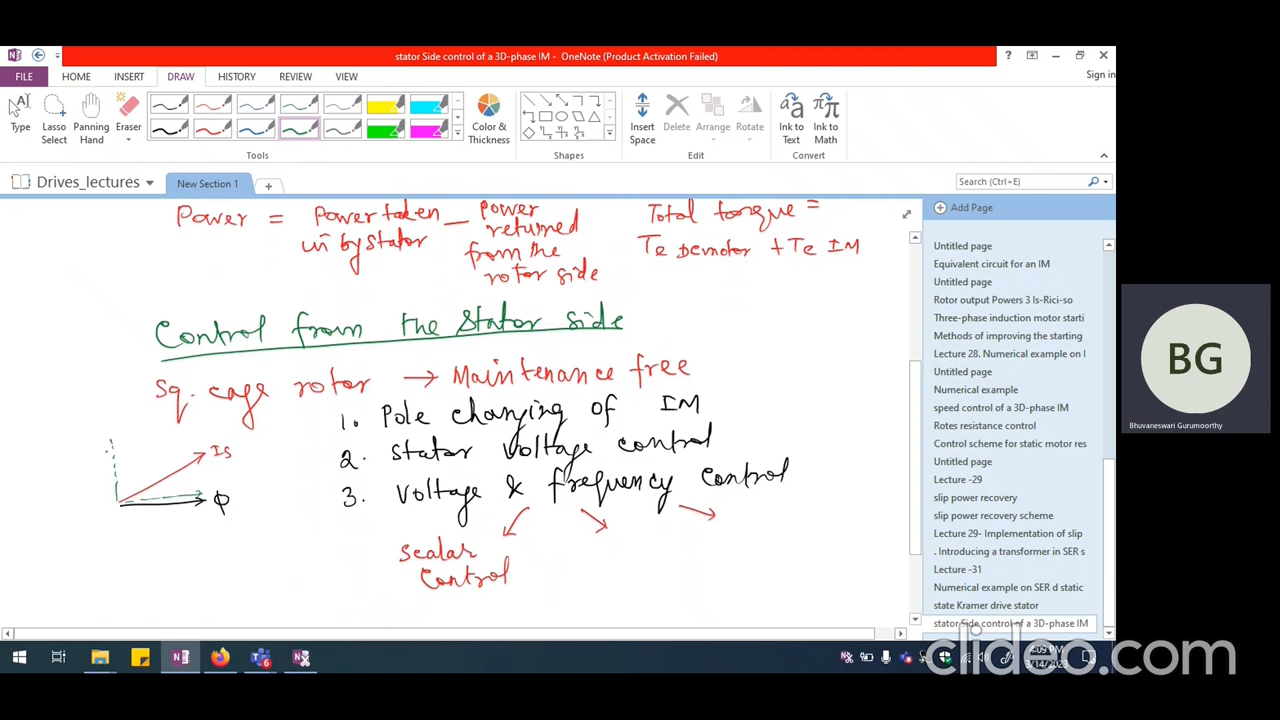 stator Side control of a 3D-phase IM - OneNote (Product Activation Failed)
FILE HOME INSERT DRAW HISTORY REVIEW VIEW
Sign in
Type Lasso Select Panning Hand Eraser
Color & Thickness
Insert Space Delete Arrange Rotate
Ink to Text Ink to Math
Tools Shapes Edit Convert
Drives_lectures New Section 1
Search (Ctrl+E)
Power = Power taken in by stator — power returned from the rotor side
Total torque =
Te Demotor + Te IM
Control from the stator side
Sq. cage rotor → Maintenance free
1. Pole changing of IM
2. stator voltage control
3. voltage & frequency control
Is
Φ
scalar
control
Add Page
Untitled page
Equivalent circuit for an IM
Untitled page
Rotor output Powers 3 Is-Rici-so
Three-phase induction motor starti
Methods of improving the starting
Lecture 28. Numerical example on l
Untitled page
Numerical example
speed control of a 3D-phase IM
Rotes resistance control
Control scheme for static motor res
Untitled page
Lecture -29
slip power recovery
slip power recovery scheme
Lecture 29- Implementation of slip
. Introducing a transformer in SER s
Lecture -31
Numerical example on SER d static
state Kramer drive stator
stator Side control of a 3D-phase IM
BG
Bhuvaneswari Gurumoorthy
4:09 PM
3/14/2023
clideo.com